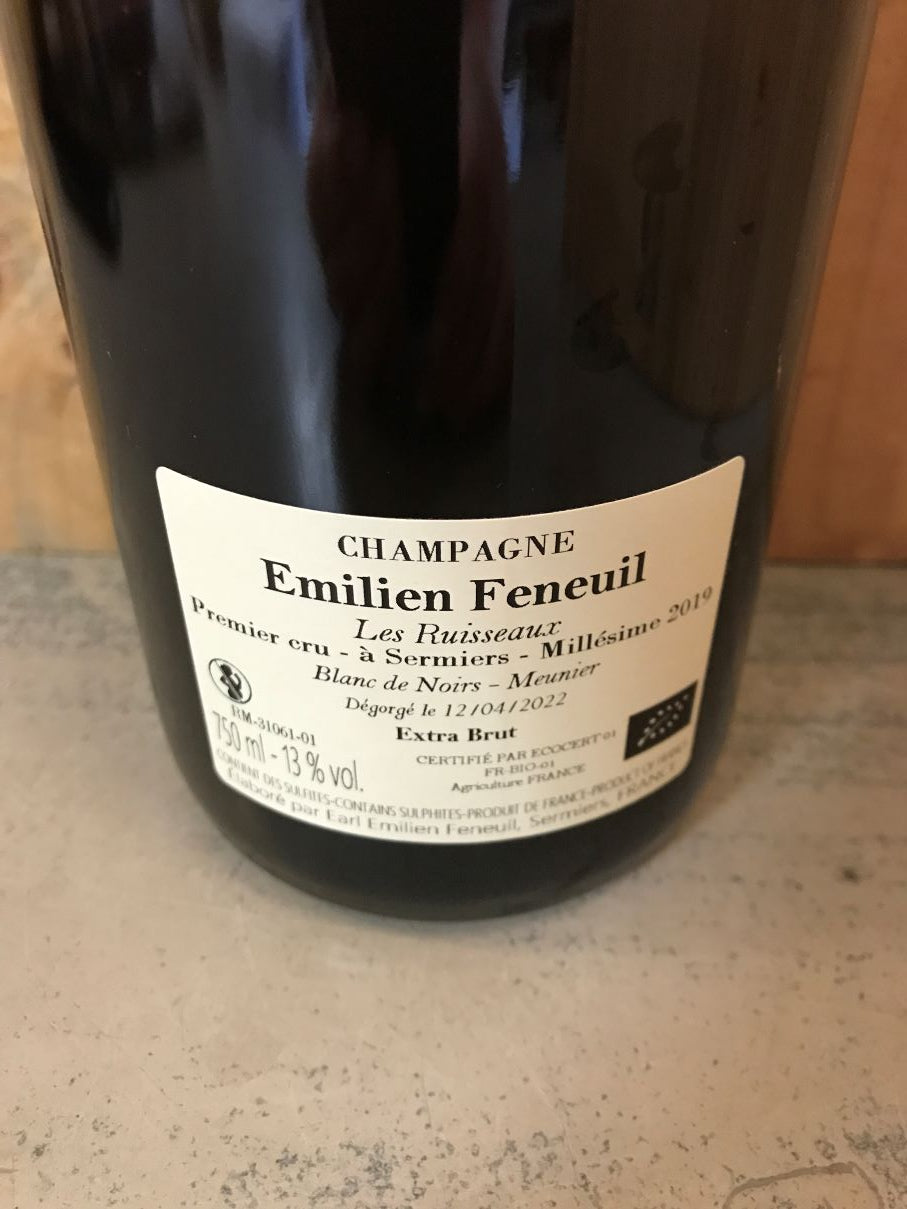 CHAMPAGNE
Emilien Feneuil
Les Ruisseaux
Premier cru - à Sermiers - Millésime 2019
Blanc de Noirs - Meunier
Dégorgé le 12/04/2022
Extra Brut
RM-31061-01
750 ml - 13 % vol.
CERTIFIÉ PAR ECOCERT 01
FR-BIO-01
Agriculture FRANCE
CONTIENT DES SULFITES-CONTAINS SULPHITES-PRODUIT DE FRANCE-PRODUCT OF FRANCE
Élaboré par Earl Emilien Feneuil, Sermiers, FRANCE